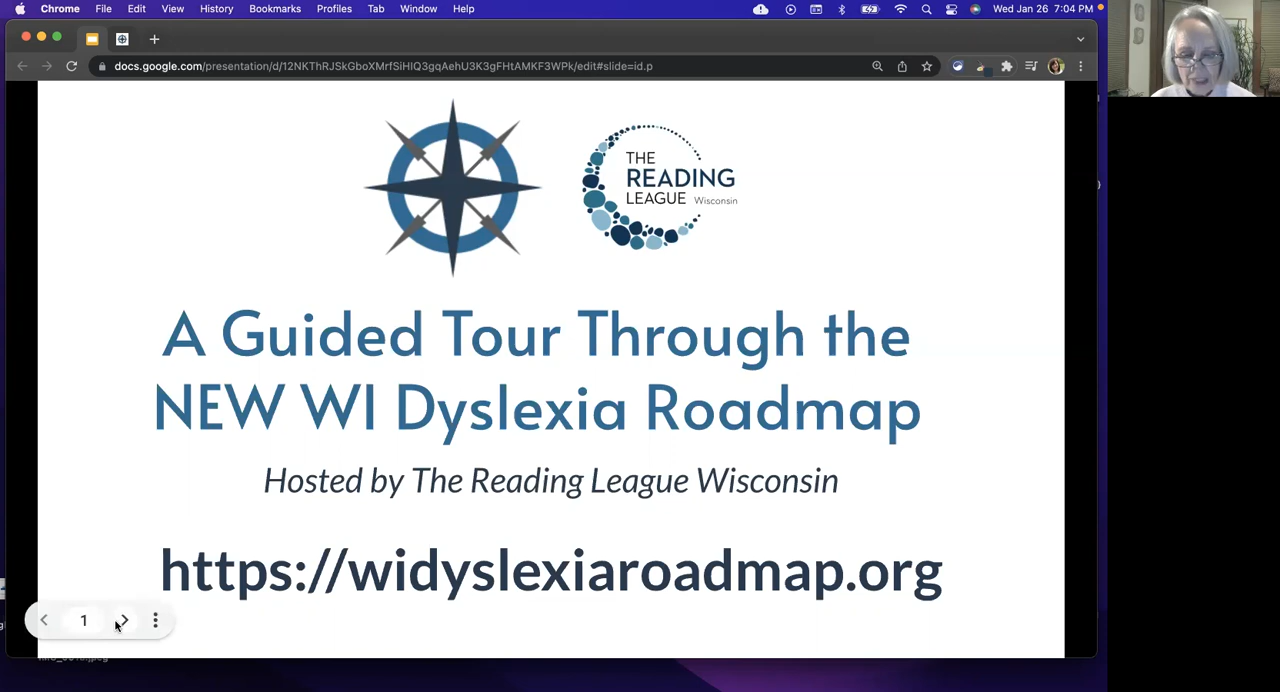 Chrome File Edit View History Bookmarks Profiles Tab Window Help Wed Jan 26 7:04 PM
docs.google.com/presentation/d/12NKThRJSkGboXMrfSiHIQ3gqAehU3K3gFHtAMKF3WPk/edit#slide=id.p
THE
READING
LEAGUE Wisconsin
A Guided Tour Through the
NEW WI Dyslexia Roadmap
Hosted by The Reading League Wisconsin
https://widyslexiaroadmap.org
1